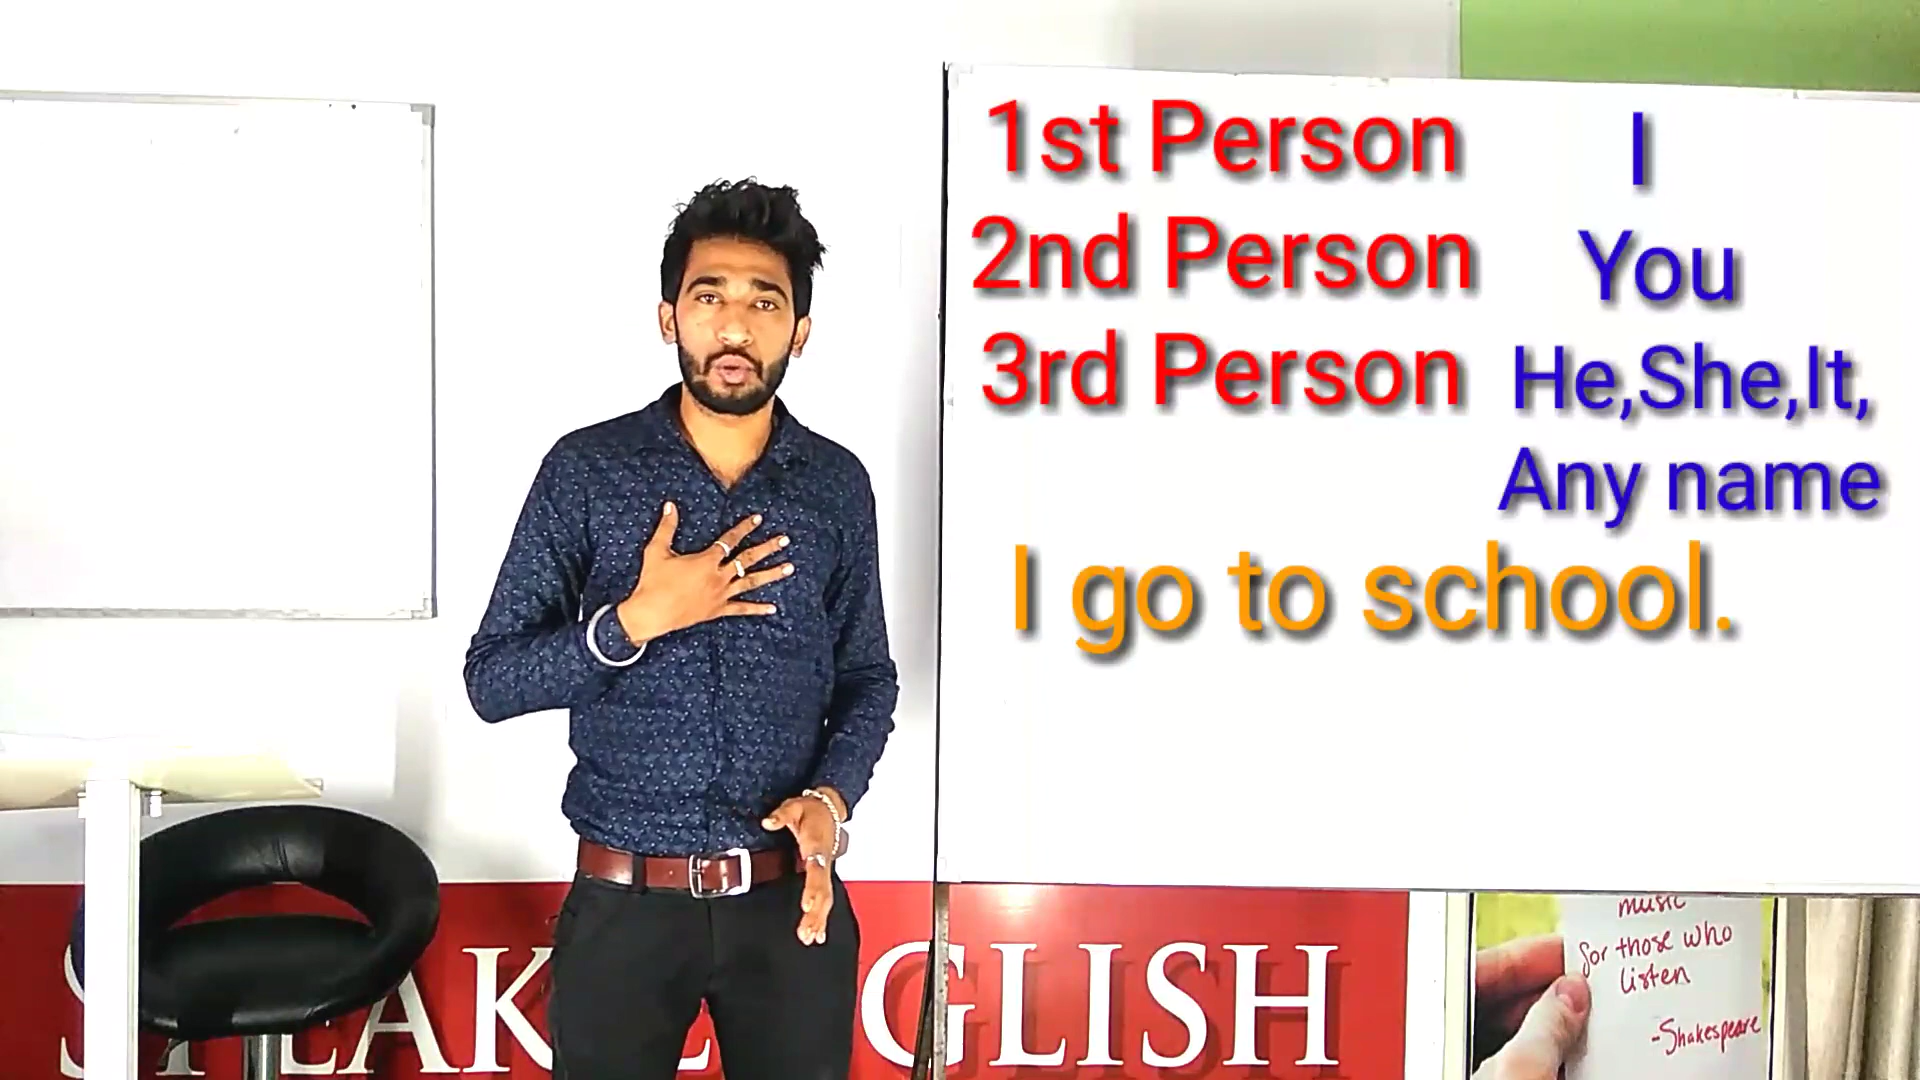 1st Person I
2nd Person You
3rd Person He,She,It,
Any name
I go to school.
music
for those who
listen
-Shakespeare